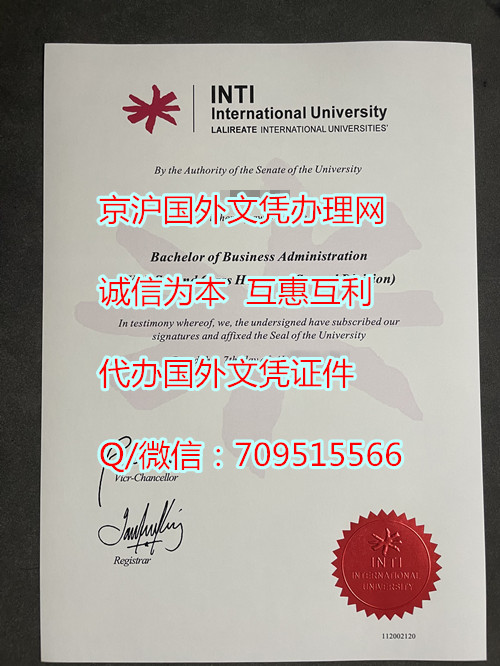 INTI
International University
LAUREATE INTERNATIONAL UNIVERSITIES®
By the Authority of the Senate of the University
京沪国外文凭办理网
Bachelor of Business Administration
诚信为本 互惠互利
In testimony whereof, we, the undersigned have subscribed our
signatures and affixed the Seal of the University
代办国外文凭证件
Q/微信：709515566
Vice-Chancellor
Registrar
INTI
INTERNATIONAL
UNIVERSITY
112002120